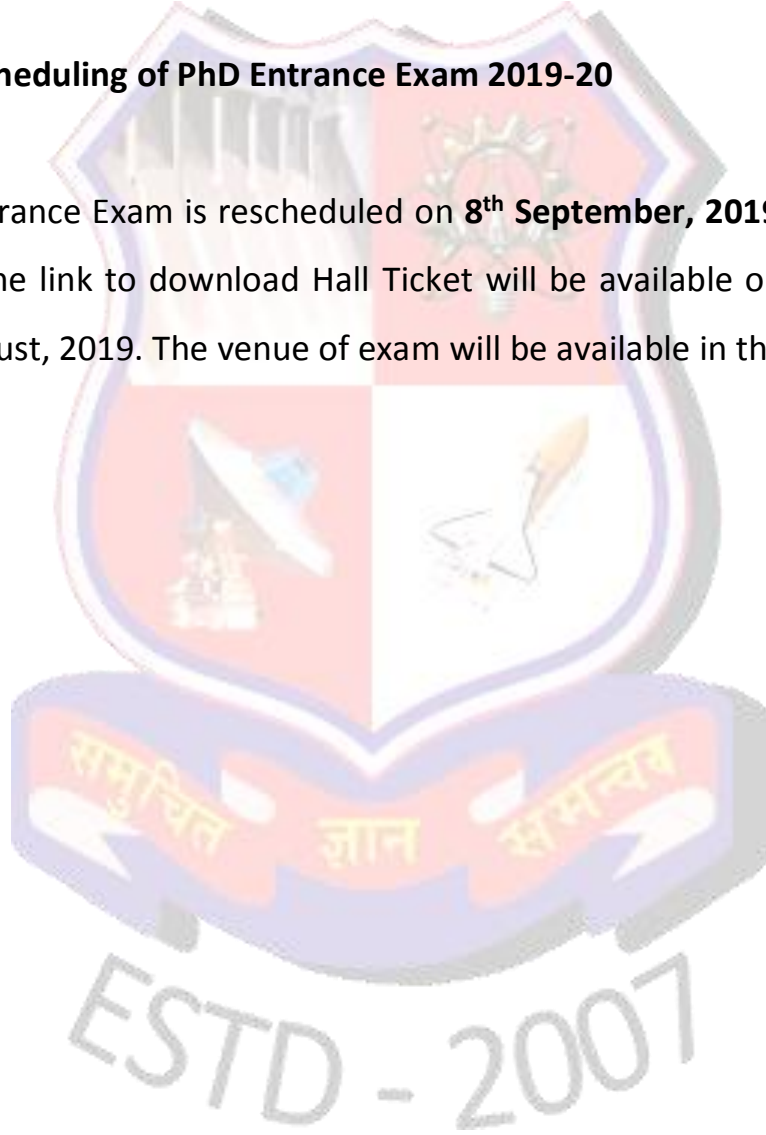 heduling of PhD Entrance Exam 2019-20
rance Exam is rescheduled on 8th September, 2019
ne link to download Hall Ticket will be available o
ust, 2019. The venue of exam will be available in th
समुचित ज्ञान समन्वय
ESTD - 2007